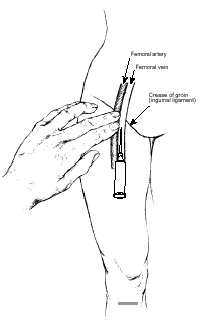 Femoral artery
Femoral vein
Crease of groin
(inguinal ligament)